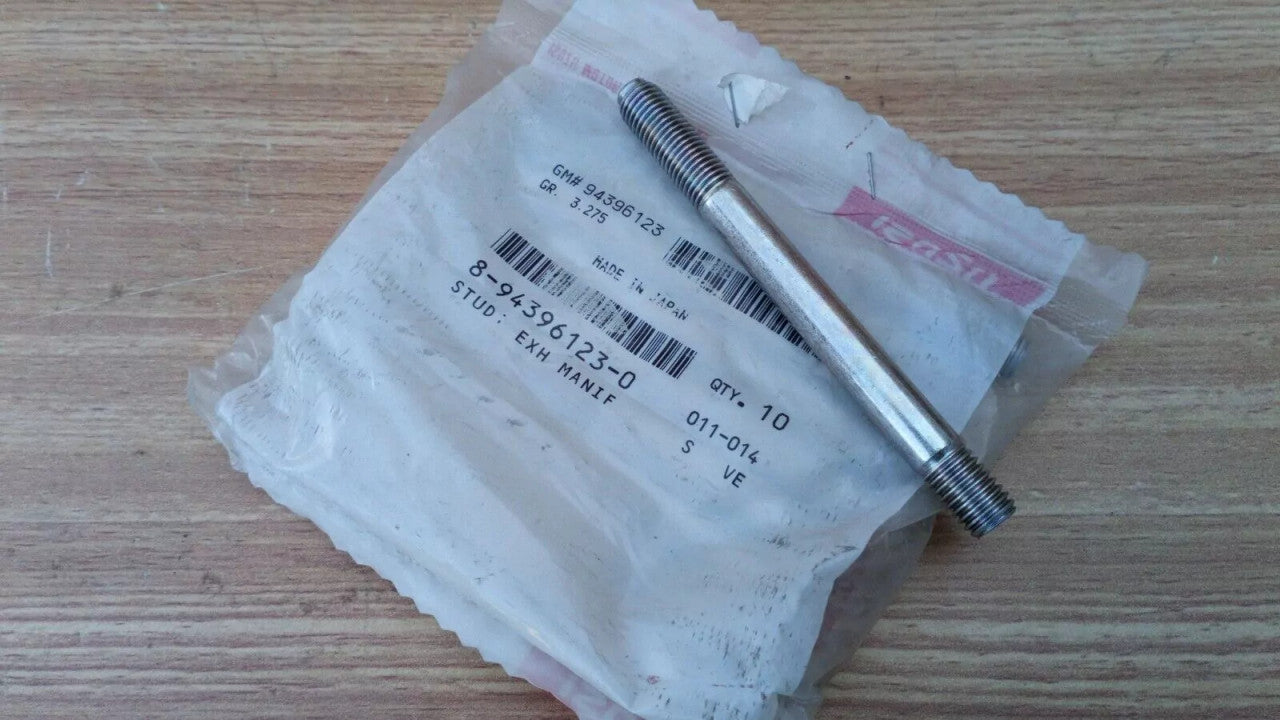 GM# 94396123
GR. 3.275
MADE IN JAPAN
8-94396123-0
STUD: EXH MANIF
QTY. 10
011-014
S VE
ISUZU